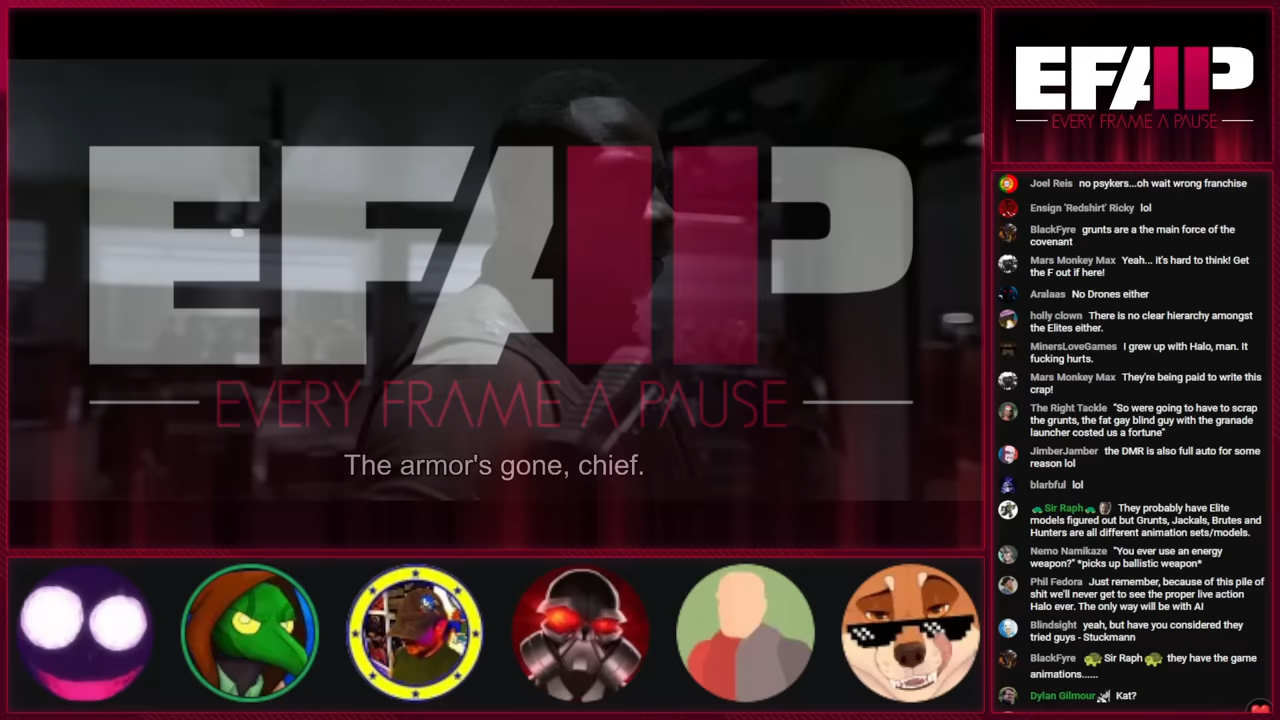 EFAP
EVERY FRAME A PAUSE
The armor's gone, chief.
EFAP
EVERY FRAME A PAUSE
Joel Reis no psykers...oh wait wrong franchise
Ensign 'Redshirt' Ricky lol
BlackFyre grunts are a the main force of the
covenant
Mars Monkey Max Yeah... it's hard to think! Get
the F out if here!
Aralaas No Drones either
holly clown There is no clear hierarchy amongst
the Elites either.
MinersLoveGames I grew up with Halo, man. It
fucking hurts.
Mars Monkey Max They're being paid to write this
crap!
The Right Tackle "So were going to have to scrap
the grunts, the fat gay blind guy with the granade
launcher costed us a fortune"
JimberJamber the DMR is also full auto for some
reason lol
blarbful lol
Sir Raph They probably have Elite
models figured out but Grunts, Jackals, Brutes and
Hunters are all different animation sets/models.
Nemo Namikaze "You ever use an energy
weapon?" *picks up ballistic weapon*
Phil Fedora Just remember, because of this pile of
shit we'll never get to see the proper live action
Halo ever. The only way will be with AI
Blindsight yeah, but have you considered they
tried guys - Stuckmann
BlackFyre Sir Raph they have the game
animations......
Dylan Gilmour Kat?